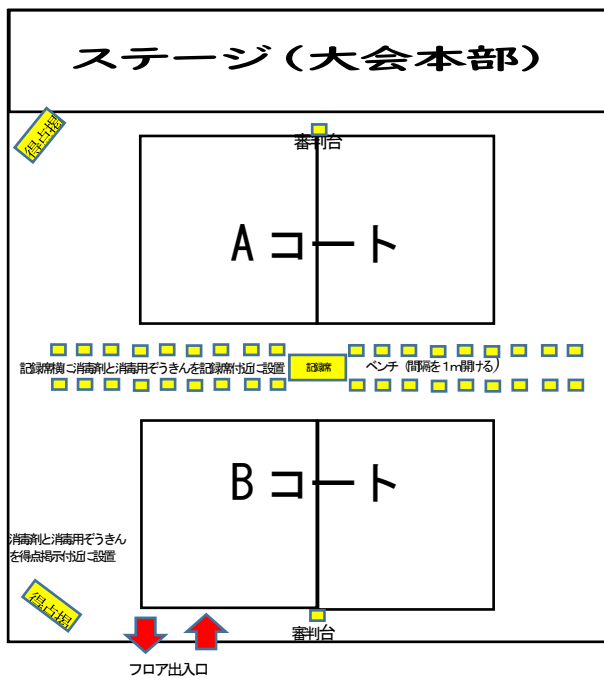 ステージ（大会本部）
得点掲
審判台
Aコート
記録席横に消毒剤と消毒用ぞうきんを記録席付近に設置
記録席
ベンチ（間隔を1m開ける）
Bコート
消毒剤と消毒用ぞうきん
を得点掲示付近に設置
得点掲
審判台
フロア出入口